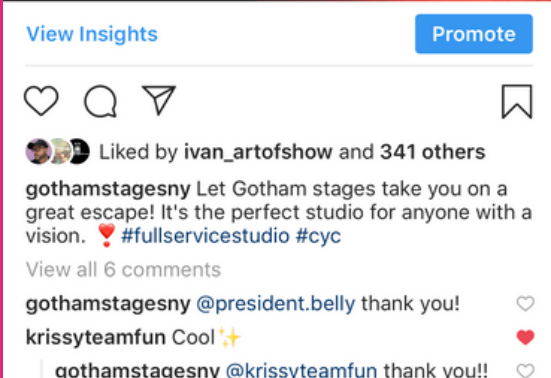 View Insights
Promote
Liked by ivan_artofshow and 341 others
gothamstagesny Let Gotham stages take you on a
great escape! It's the perfect studio for anyone with a
vision. ❣️ #fullservicestudio #cyc
View all 6 comments
gothamstagesny @president.belly thank you!
krissyteamfun Cool✨
gothamstagesny @krissyteamfun thank you!!